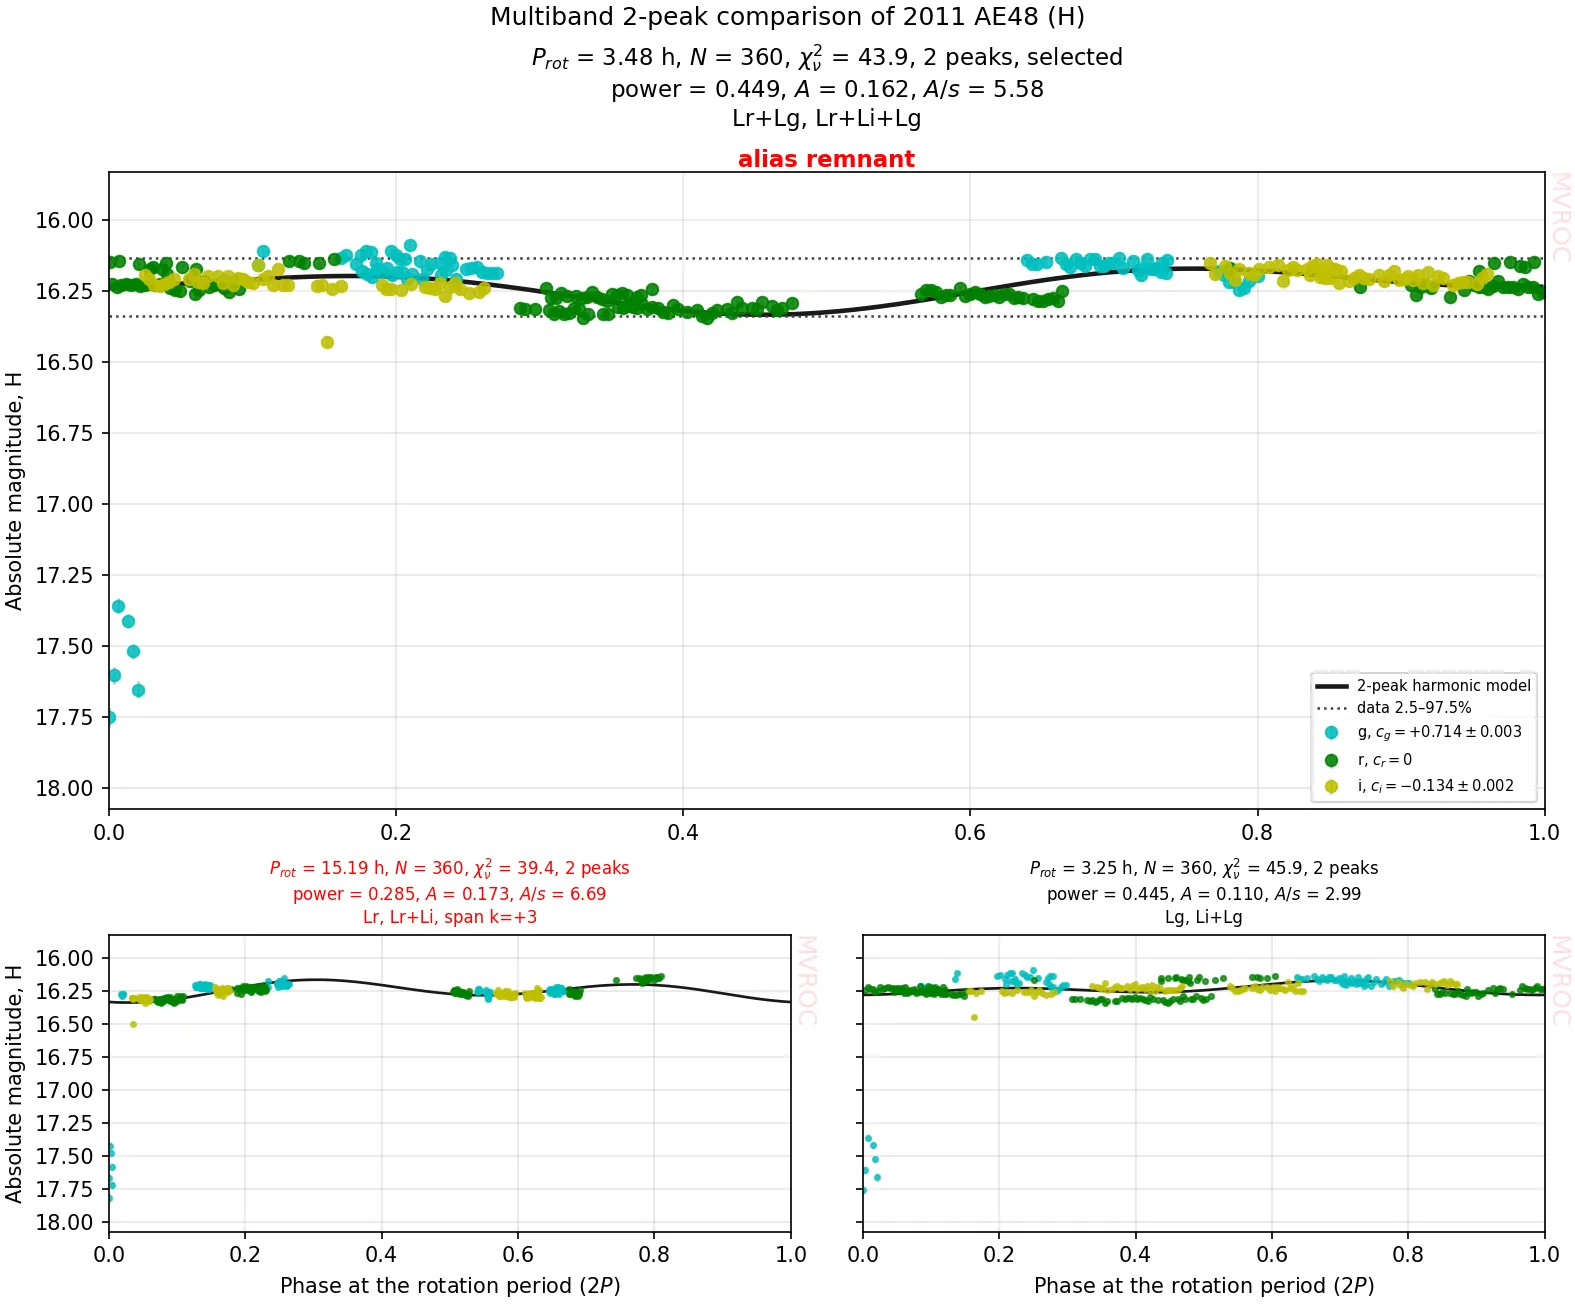 Multiband 2-peak comparison of 2011 AE48 (H)
P_rot = 3.48 h, N = 360, χ²_ν = 43.9, 2 peaks, selected
power = 0.449, A = 0.162, A/s = 5.58
Lr+Lg, Lr+Li+Lg
alias remnant
MVROC
Absolute magnitude, H
16.00
16.25
16.50
16.75
17.00
17.25
17.50
17.75
18.00
2-peak harmonic model
data 2.5–97.5%
g, c_g = +0.714 ± 0.003
r, c_r = 0
i, c_i = −0.134 ± 0.002
0.0 0.2 0.4 0.6 0.8 1.0
P_rot = 15.19 h, N = 360, χ²_ν = 39.4, 2 peaks
power = 0.285, A = 0.173, A/s = 6.69
Lr, Lr+Li, span k=+3
MVROC
Absolute magnitude, H
16.00
16.25
16.50
16.75
17.00
17.25
17.50
17.75
18.00
0.0 0.2 0.4 0.6 0.8 1.0
Phase at the rotation period (2P)
P_rot = 3.25 h, N = 360, χ²_ν = 45.9, 2 peaks
power = 0.445, A = 0.110, A/s = 2.99
Lg, Li+Lg
MVROC
0.0 0.2 0.4 0.6 0.8 1.0
Phase at the rotation period (2P)